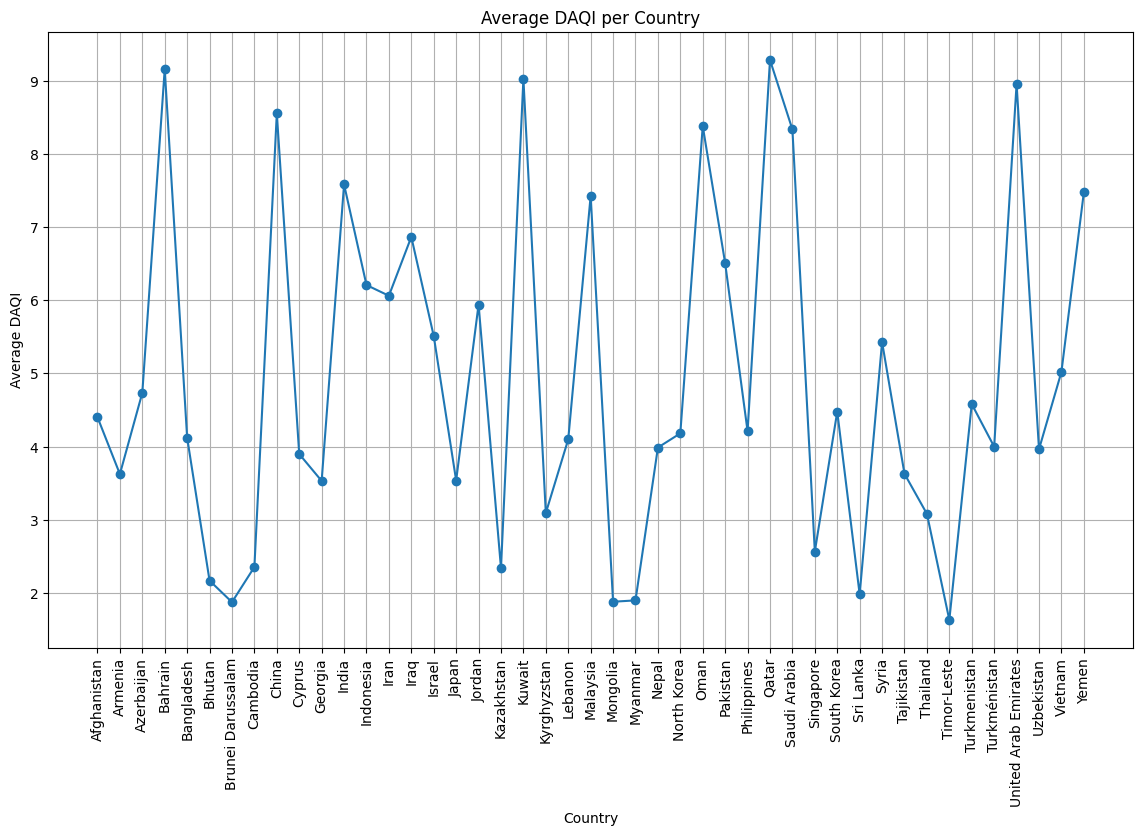 Average DAQI per Country
Average DAQI
9
8
7
6
5
4
3
2
Afghanistan
Armenia
Azerbaijan
Bahrain
Bangladesh
Bhutan
Brunei Darussalam
Cambodia
China
Cyprus
Georgia
India
Indonesia
Iran
Iraq
Israel
Japan
Jordan
Kazakhstan
Kuwait
Kyrghyzstan
Lebanon
Malaysia
Mongolia
Myanmar
Nepal
North Korea
Oman
Pakistan
Philippines
Qatar
Saudi Arabia
Singapore
South Korea
Sri Lanka
Syria
Tajikistan
Thailand
Timor-Leste
Turkmenistan
Turkménistan
United Arab Emirates
Uzbekistan
Vietnam
Yemen
Country